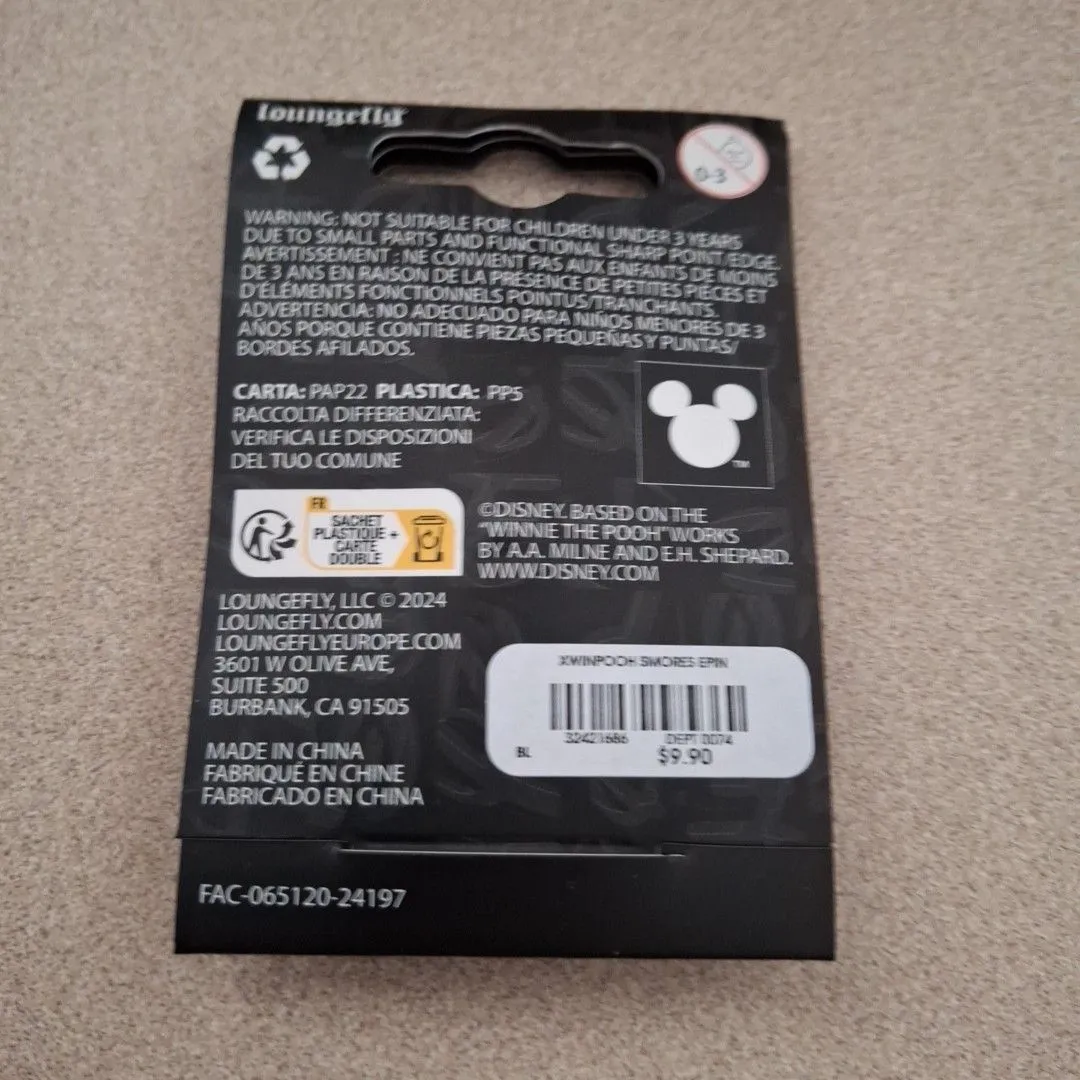 loungefly
0-3
WARNING: NOT SUITABLE FOR CHILDREN UNDER 3 YEARS
DUE TO SMALL PARTS AND FUNCTIONAL SHARP POINT/EDGE.
AVERTISSEMENT : NE CONVIENT PAS AUX ENFANTS DE MOINS
DE 3 ANS EN RAISON DE LA PRÉSENCE DE PETITES PIÈCES ET
D'ÉLÉMENTS FONCTIONNELS POINTUS/TRANCHANTS.
ADVERTENCIA: NO ADECUADO PARA NIÑOS MENORES DE 3
AÑOS PORQUE CONTIENE PIEZAS PEQUEÑAS Y PUNTAS/
BORDES AFILADOS.
CARTA: PAP22 PLASTICA: PP5
RACCOLTA DIFFERENZIATA:
VERIFICA LE DISPOSIZIONI
DEL TUO COMUNE
TM
FR
SACHET
PLASTIQUE +
CARTE
DOUBLE
©DISNEY. BASED ON THE
"WINNIE THE POOH" WORKS
BY A.A. MILNE AND E.H. SHEPARD.
WWW.DISNEY.COM
LOUNGEFLY, LLC © 2024
LOUNGEFLY.COM
LOUNGEFLYEUROPE.COM
3601 W OLIVE AVE,
SUITE 500
BURBANK, CA 91505
XWINPOOH SMORES EPIN
32421686 DEPT 0074
BL $9.90
MADE IN CHINA
FABRIQUÉ EN CHINE
FABRICADO EN CHINA
FAC-065120-24197